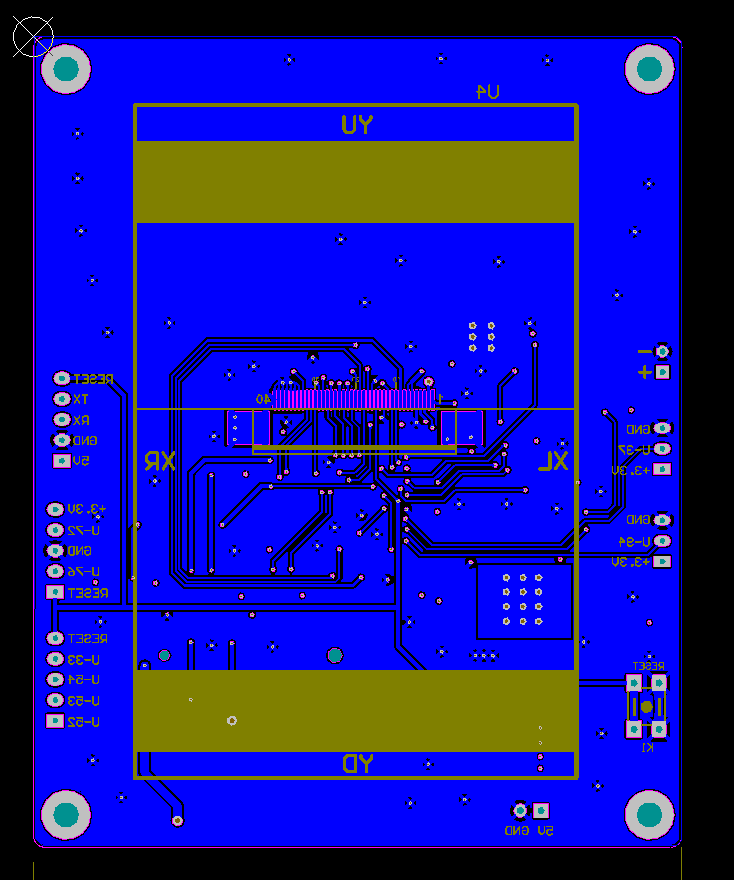 U4
YU
RESET
TX
RX
GND
5V
+
GND
U-37
+3.3V
40
1
XR
XL
+3.3V
U-72
GND
U-76
RESET
GND
U-94
+3.3V
RESET
U-33
U-54
U-53
U-52
RESET
K1
YD
5V GND